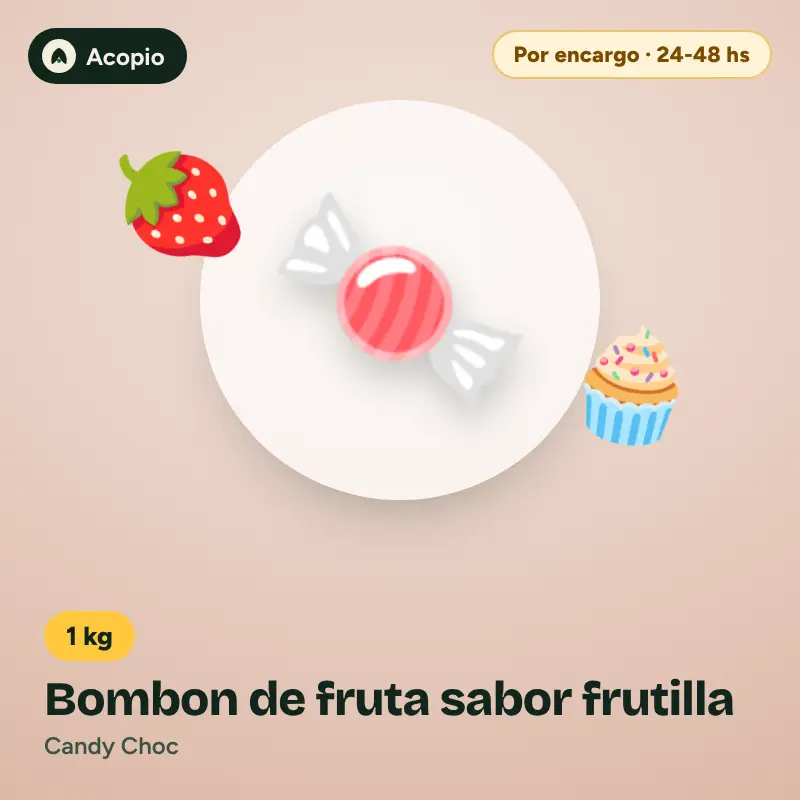 Acopio
Por encargo · 24-48 hs
1 kg
Bombon de fruta sabor frutilla
Candy Choc